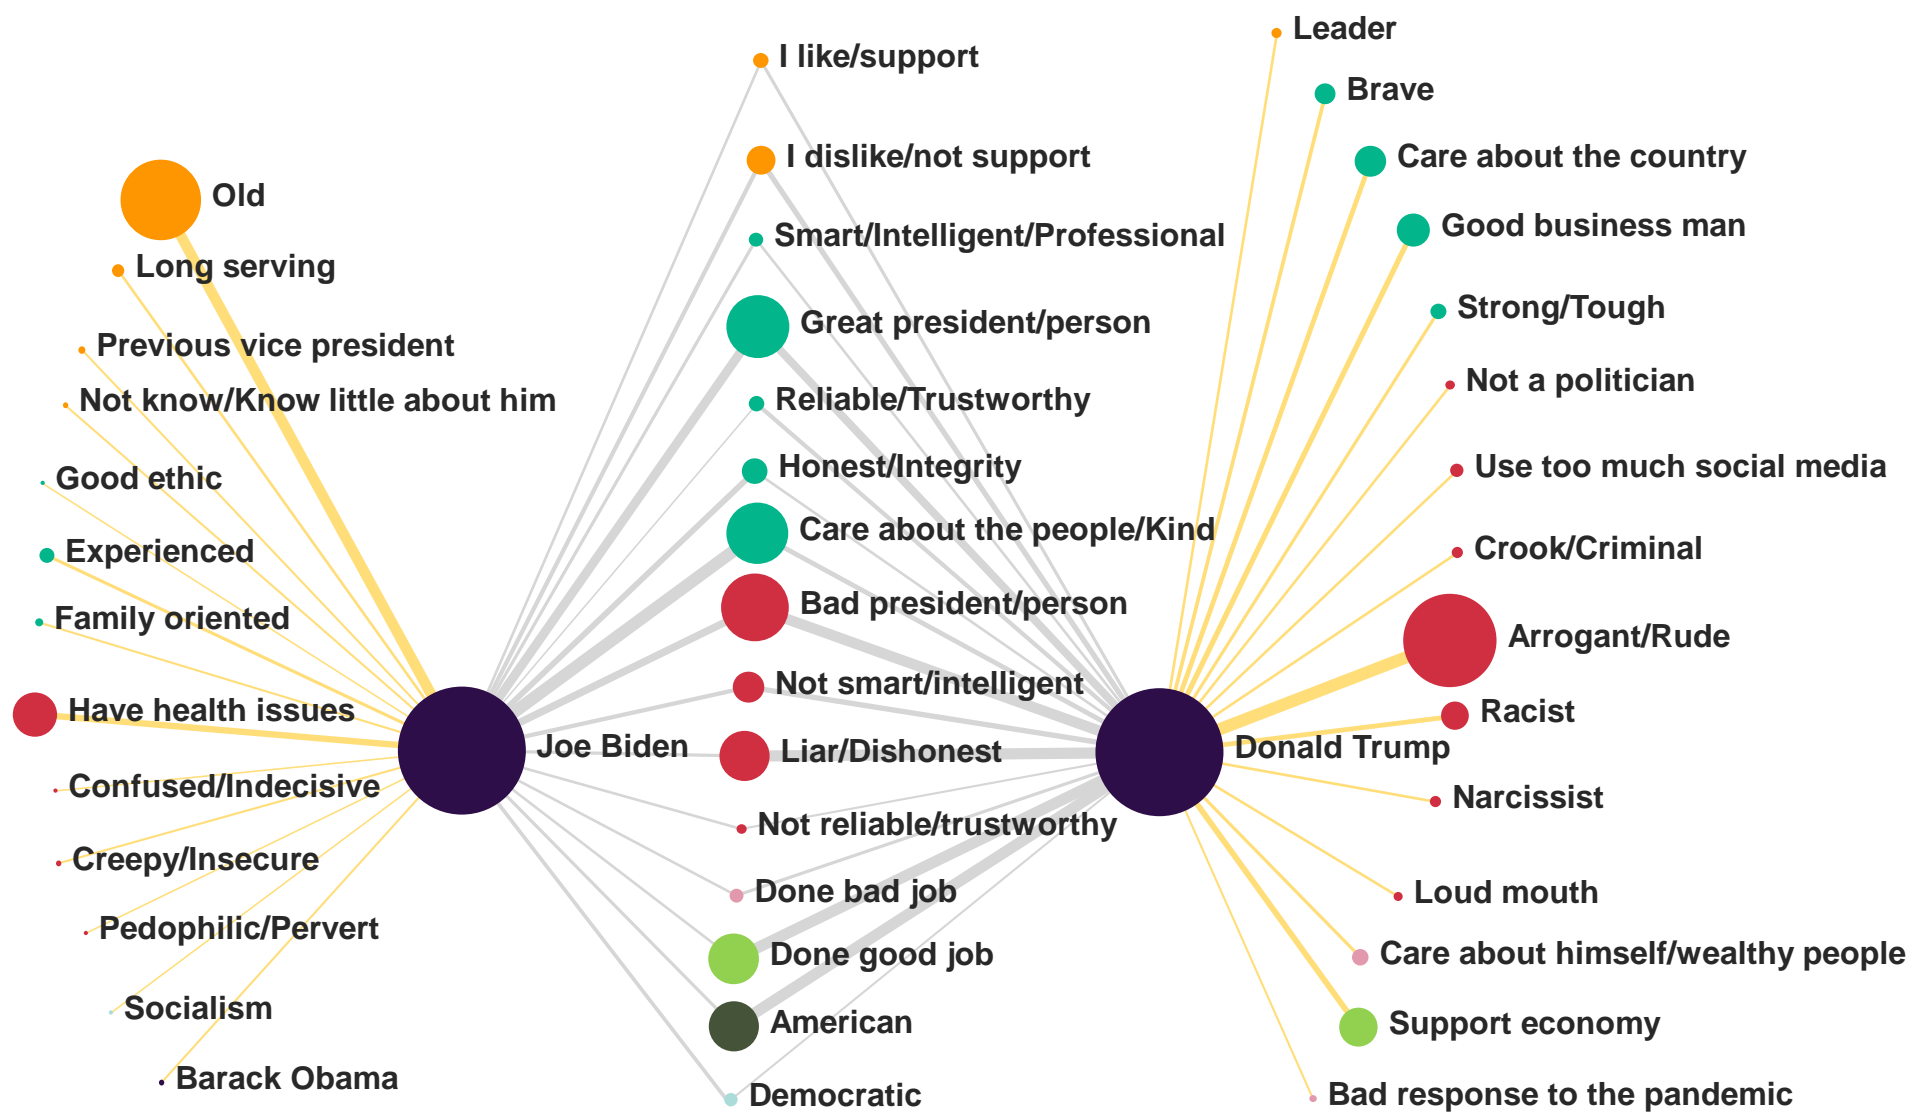 Old
Long serving
Previous vice president
Not know/Know little about him
Good ethic
Experienced
Family oriented
Have health issues
Confused/Indecisive
Creepy/Insecure
Pedophilic/Pervert
Socialism
Barack Obama
Joe Biden
I like/support
I dislike/not support
Smart/Intelligent/Professional
Great president/person
Reliable/Trustworthy
Honest/Integrity
Care about the people/Kind
Bad president/person
Not smart/intelligent
Liar/Dishonest
Not reliable/trustworthy
Done bad job
Done good job
American
Democratic
Donald Trump
Leader
Brave
Care about the country
Good business man
Strong/Tough
Not a politician
Use too much social media
Crook/Criminal
Arrogant/Rude
Racist
Narcissist
Loud mouth
Care about himself/wealthy people
Support economy
Bad response to the pandemic